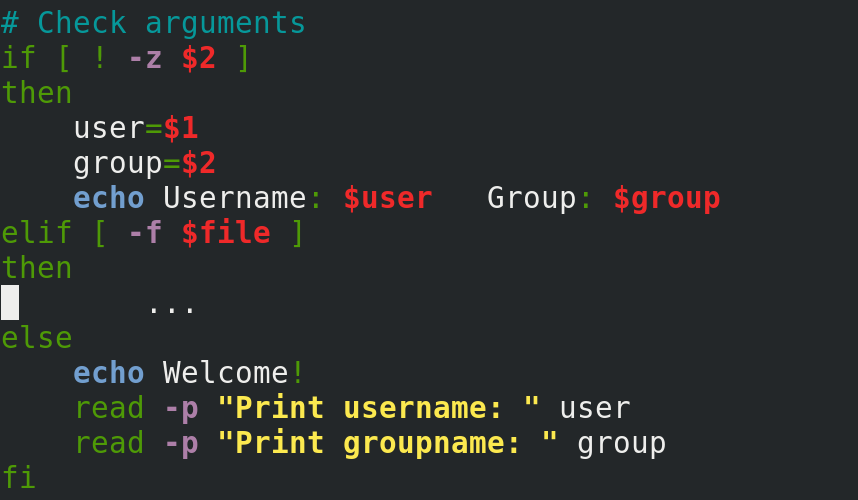 # Check arguments
if [ ! -z $2 ]
then
    user=$1
    group=$2
    echo Username: $user   Group: $group
elif [ -f $file ]
then
        ...
else
    echo Welcome!
    read -p "Print username: " user
    read -p "Print groupname: " group
fi